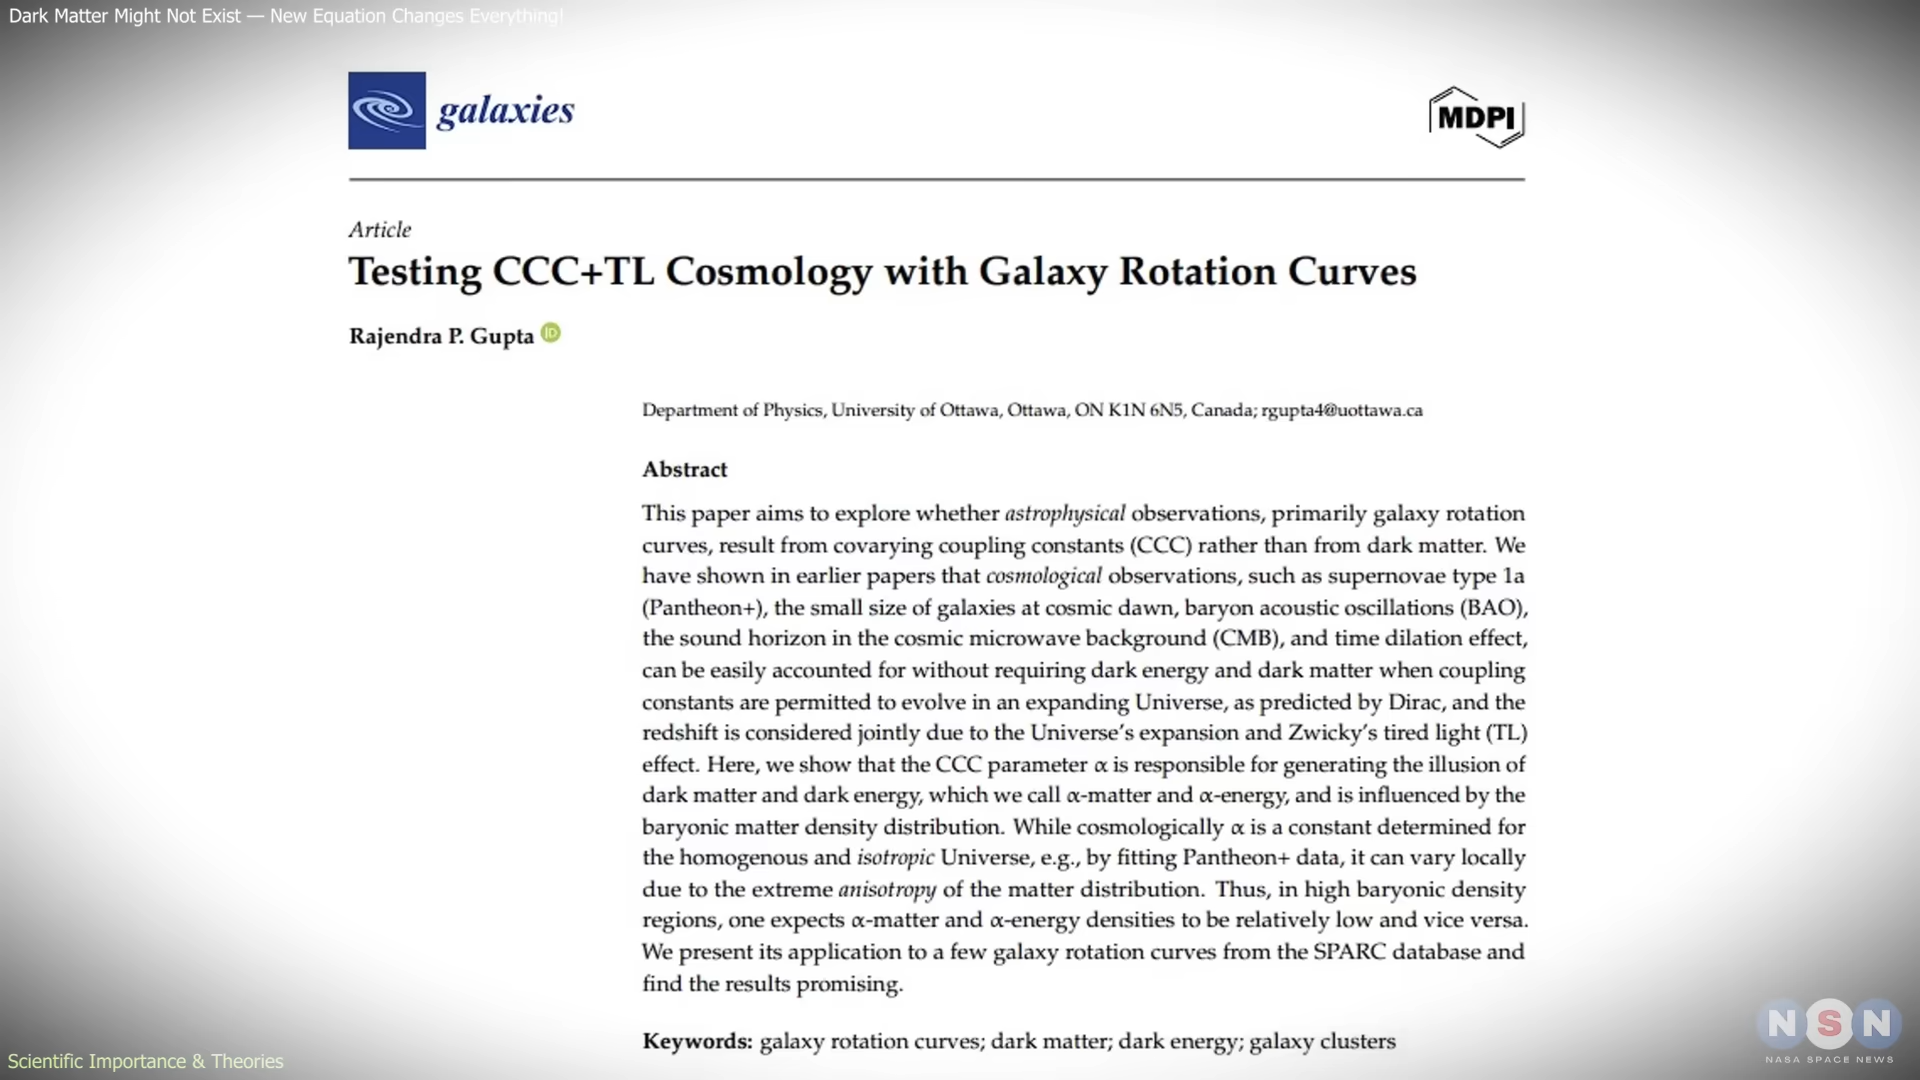 Dark Matter Might Not Exist — New Equation Changes Everything!
galaxies
MDPI
Article
Testing CCC+TL Cosmology with Galaxy Rotation Curves
Rajendra P. Gupta iD
Department of Physics, University of Ottawa, Ottawa, ON K1N 6N5, Canada; rgupta4@uottawa.ca
Abstract
This paper aims to explore whether astrophysical observations, primarily galaxy rotation
curves, result from covarying coupling constants (CCC) rather than from dark matter. We
have shown in earlier papers that cosmological observations, such as supernovae type 1a
(Pantheon+), the small size of galaxies at cosmic dawn, baryon acoustic oscillations (BAO),
the sound horizon in the cosmic microwave background (CMB), and time dilation effect,
can be easily accounted for without requiring dark energy and dark matter when coupling
constants are permitted to evolve in an expanding Universe, as predicted by Dirac, and the
redshift is considered jointly due to the Universe's expansion and Zwicky's tired light (TL)
effect. Here, we show that the CCC parameter α is responsible for generating the illusion of
dark matter and dark energy, which we call α-matter and α-energy, and is influenced by the
baryonic matter density distribution. While cosmologically α is a constant determined for
the homogenous and isotropic Universe, e.g., by fitting Pantheon+ data, it can vary locally
due to the extreme anisotropy of the matter distribution. Thus, in high baryonic density
regions, one expects α-matter and α-energy densities to be relatively low and vice versa.
We present its application to a few galaxy rotation curves from the SPARC database and
find the results promising.
Keywords: galaxy rotation curves; dark matter; dark energy; galaxy clusters
NSN
NASA SPACE NEWS
Scientific Importance & Theories